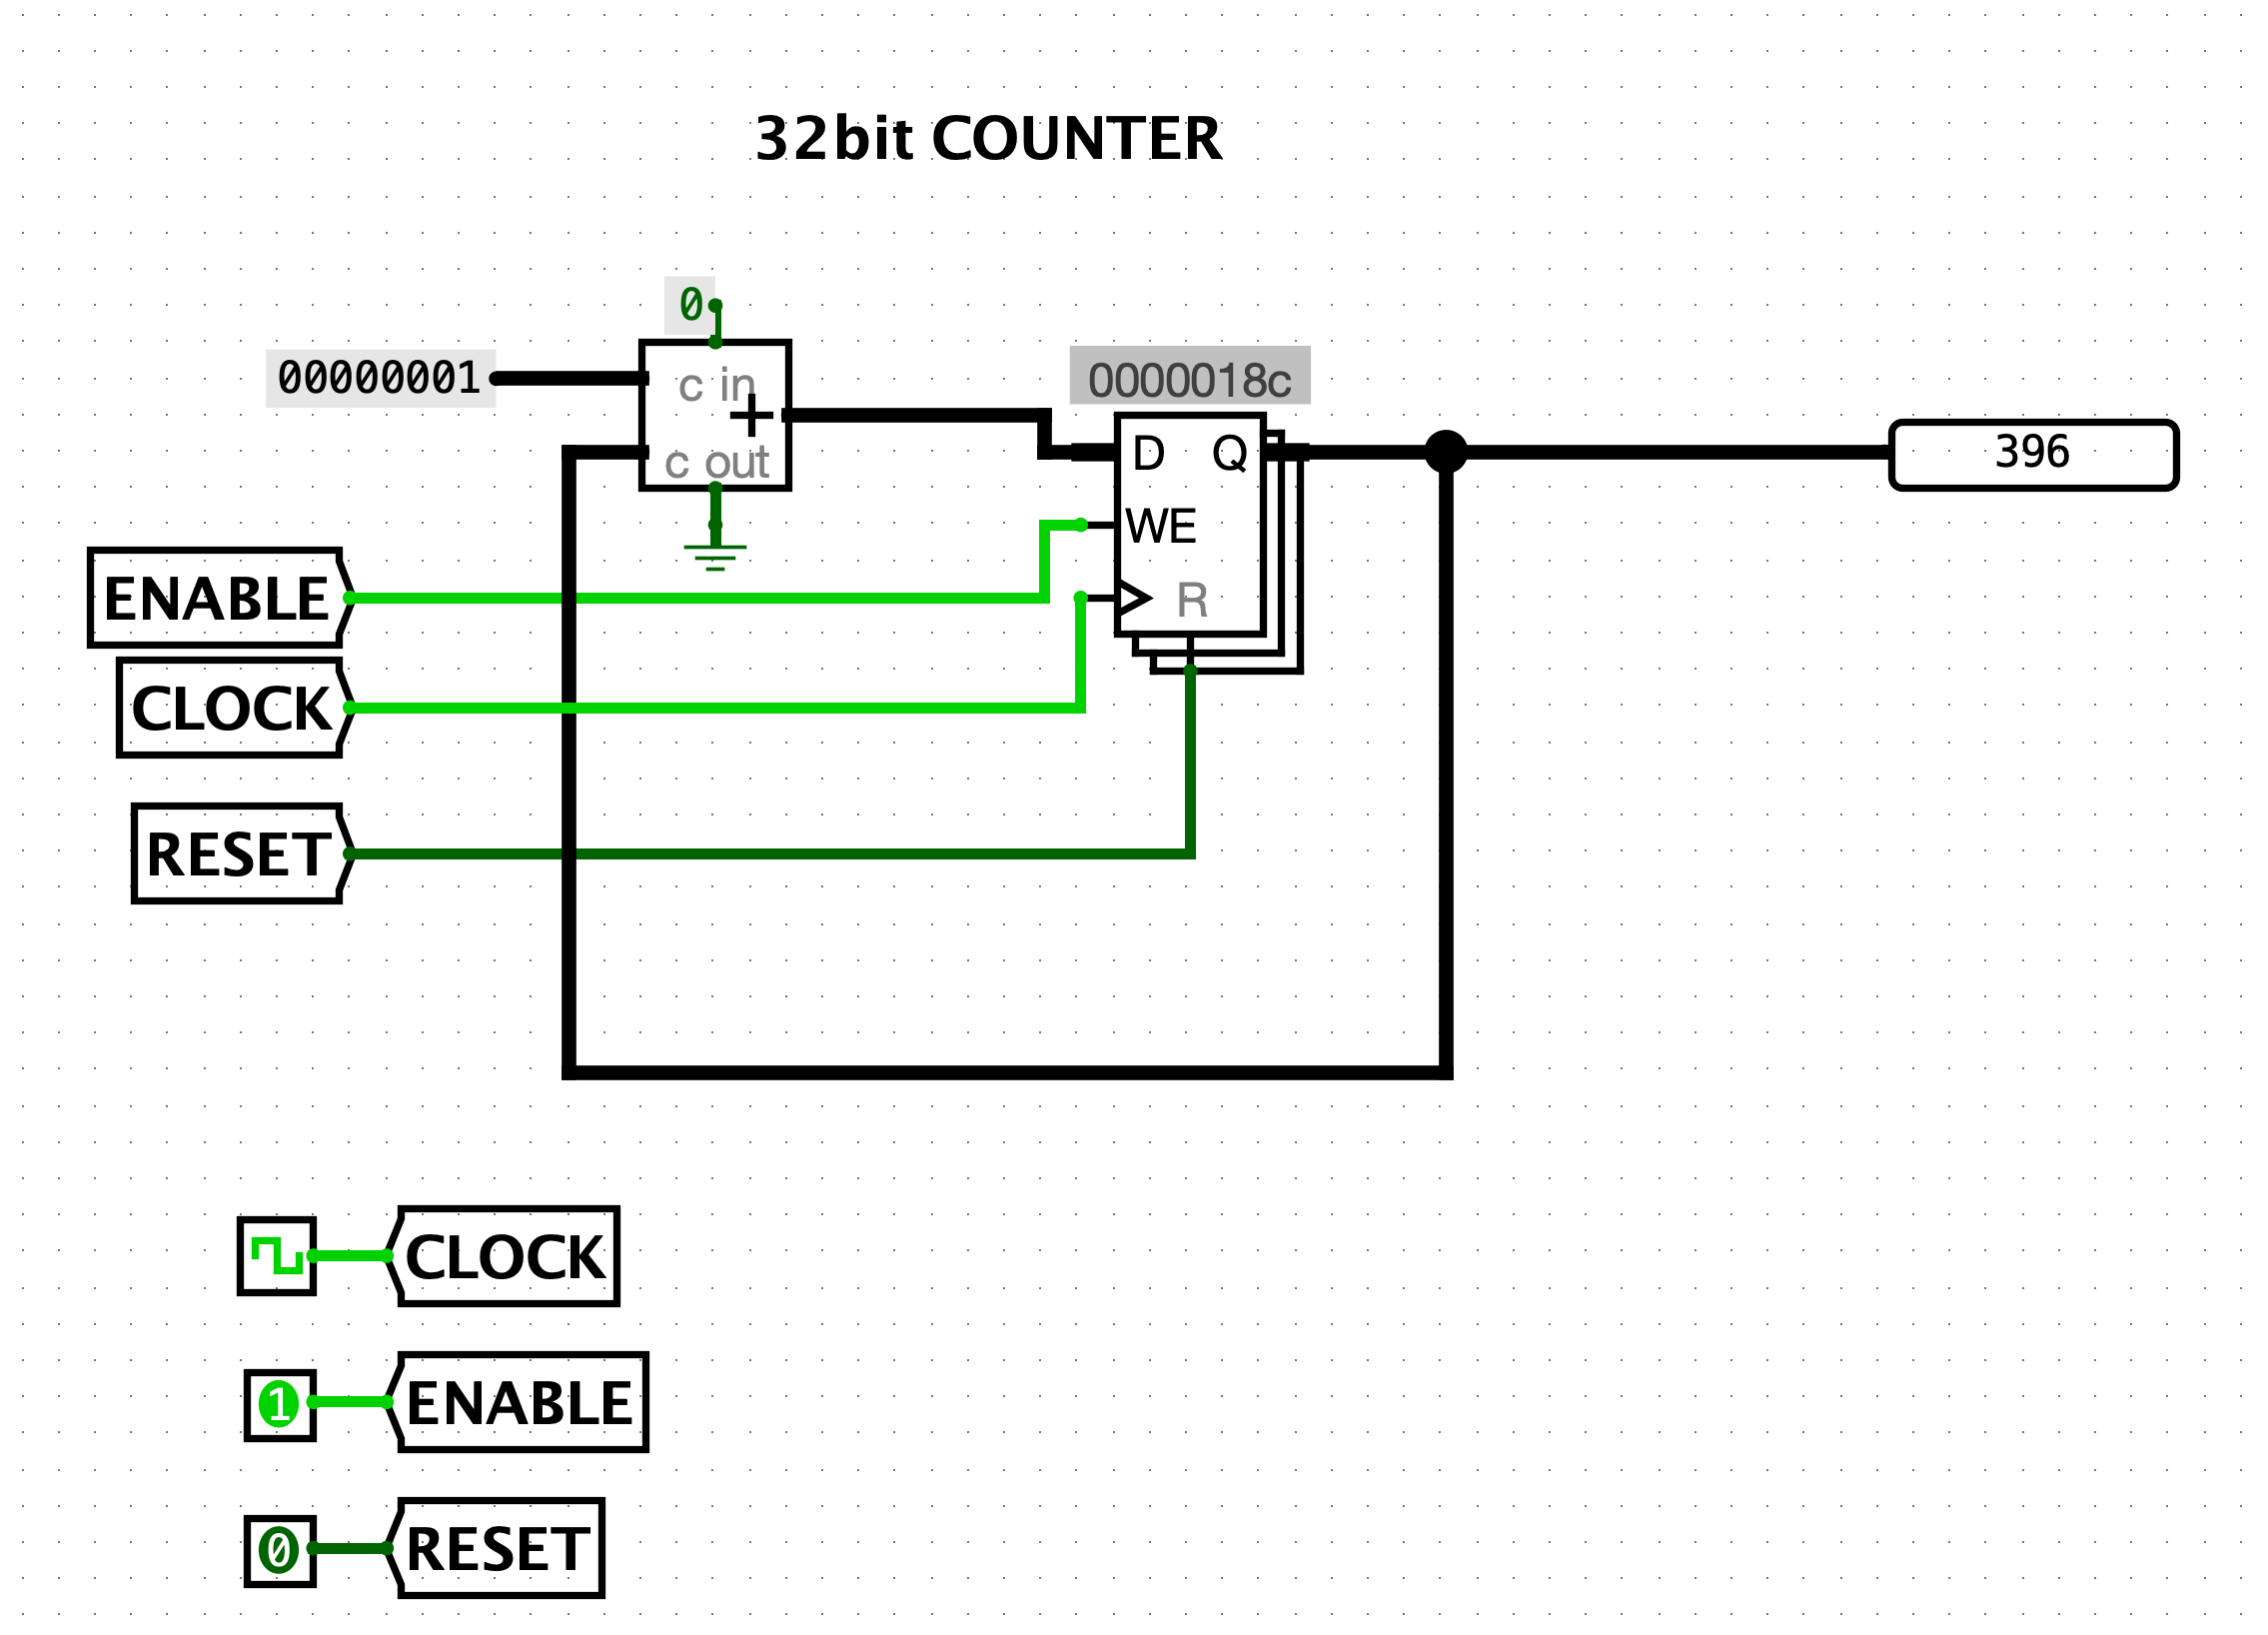 32bit COUNTER
0
00000001
c in
+
c out
0000018c
D Q
WE
R
396
ENABLE
CLOCK
RESET
CLOCK
1
ENABLE
0
RESET